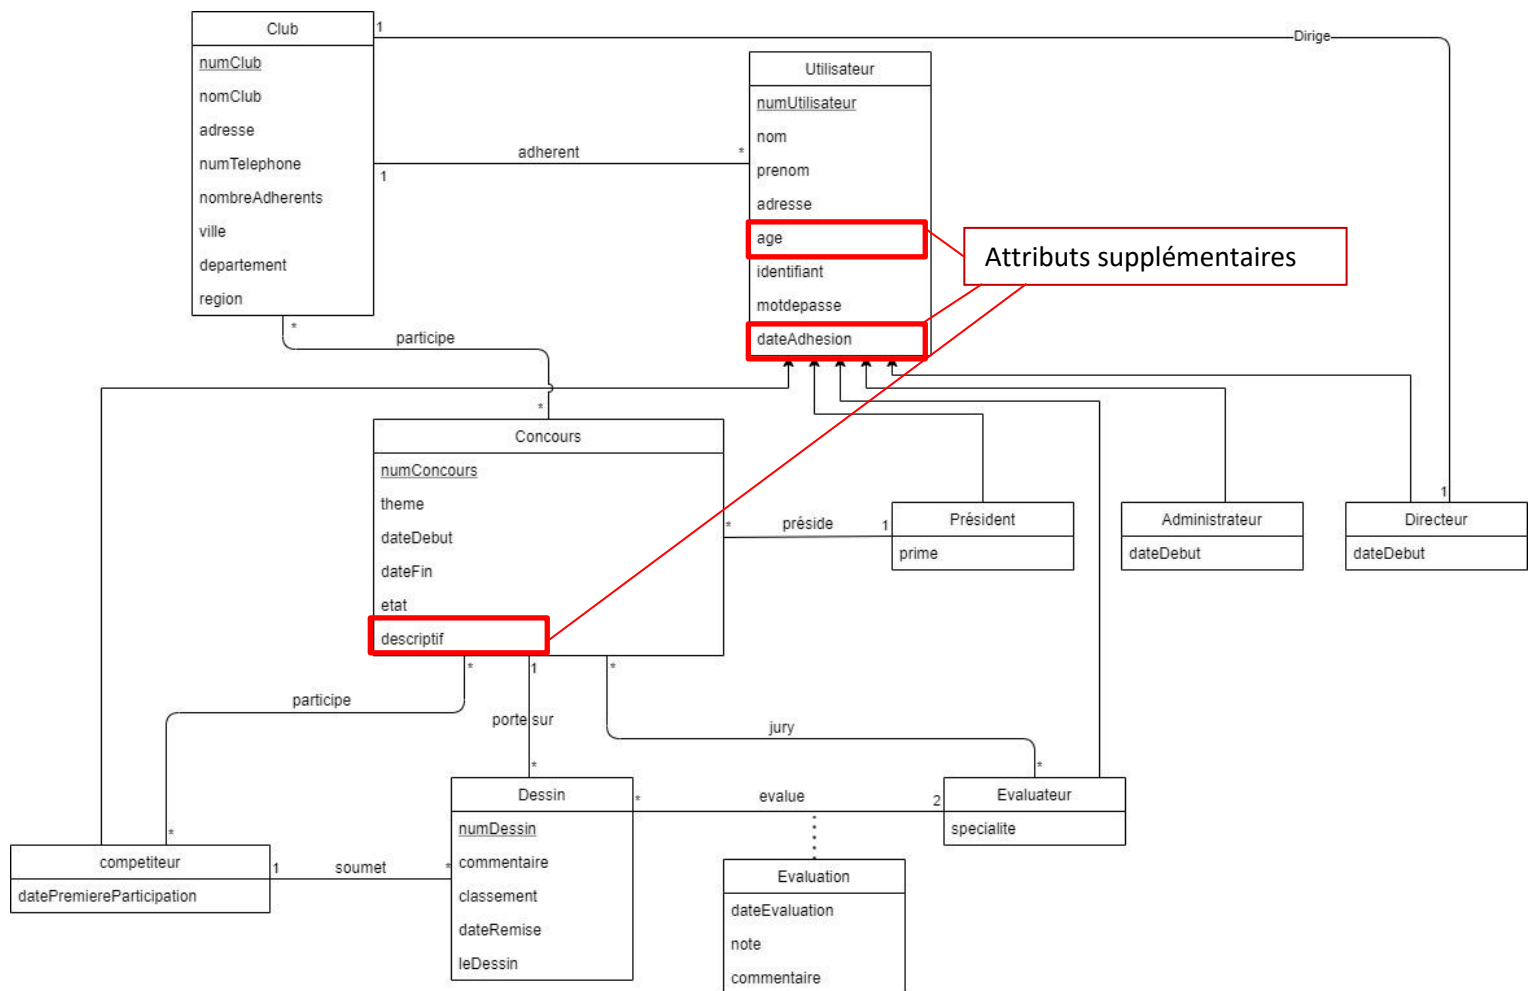 Club
numClub
nomClub
adresse
numTelephone
nombreAdherents
ville
departement
region
1
Dirige
1
Utilisateur
numUtilisateur
nom
prenom
adresse
age
identifiant
motdepasse
dateAdhesion
Attributs supplémentaires
1
adherent
*
*
participe
*
Concours
numConcours
theme
dateDebut
dateFin
etat
descriptif
*
préside
1
Président
prime
Administrateur
dateDebut
Directeur
dateDebut
*
participe
*
1
porte sur
*
*
jury
*
Dessin
numDessin
commentaire
classement
dateRemise
leDessin
*
evalue
2
Evaluateur
specialite
competiteur
datePremiereParticipation
1
soumet
*
Evaluation
dateEvaluation
note
commentaire